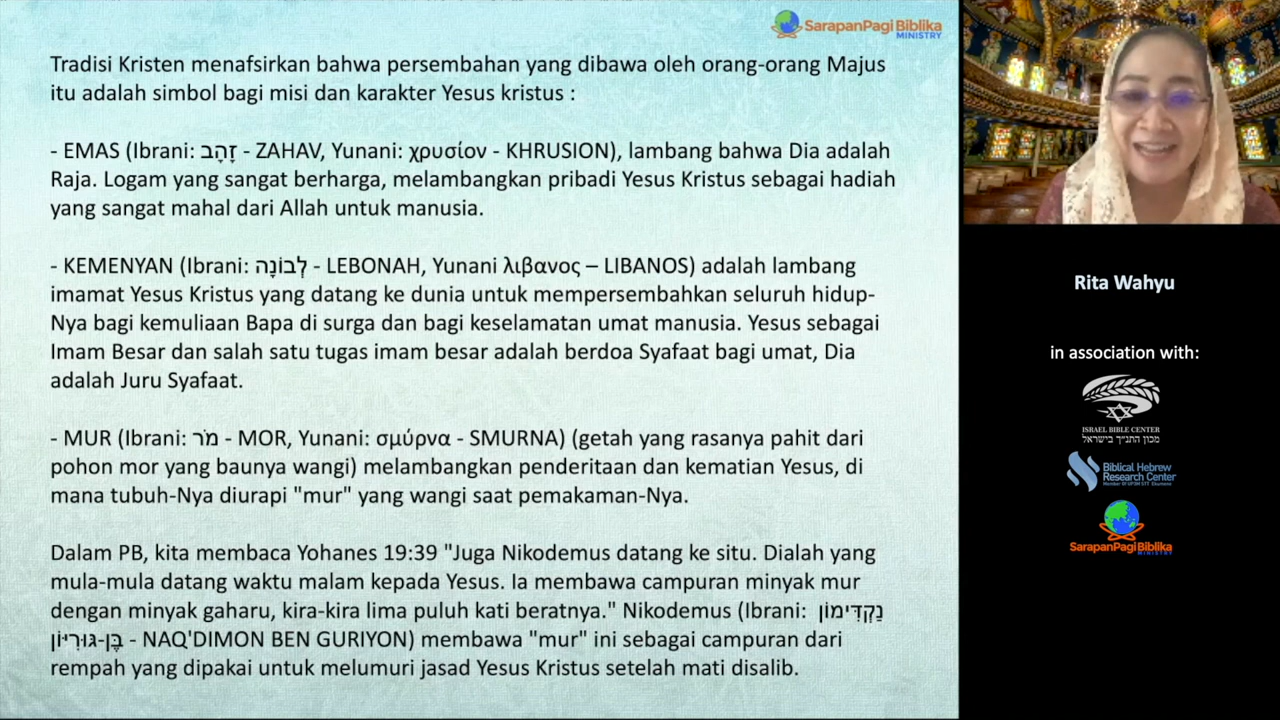 SarapanPagi Biblika
MINISTRY
Tradisi Kristen menafsirkan bahwa persembahan yang dibawa oleh orang-orang Majus
itu adalah simbol bagi misi dan karakter Yesus kristus :
- EMAS (Ibrani: זָהָב - ZAHAV, Yunani: χρυσίον - KHRUSION), lambang bahwa Dia adalah
Raja. Logam yang sangat berharga, melambangkan pribadi Yesus Kristus sebagai hadiah
yang sangat mahal dari Allah untuk manusia.
- KEMENYAN (Ibrani: לְבוֹנָה - LEBONAH, Yunani λιβανος – LIBANOS) adalah lambang
imamat Yesus Kristus yang datang ke dunia untuk mempersembahkan seluruh hidup-
Nya bagi kemuliaan Bapa di surga dan bagi keselamatan umat manusia. Yesus sebagai
Imam Besar dan salah satu tugas imam besar adalah berdoa Syafaat bagi umat, Dia
adalah Juru Syafaat.
- MUR (Ibrani: מֹר - MOR, Yunani: σμύρνα - SMURNA) (getah yang rasanya pahit dari
pohon mor yang baunya wangi) melambangkan penderitaan dan kematian Yesus, di
mana tubuh-Nya diurapi "mur" yang wangi saat pemakaman-Nya.
Dalam PB, kita membaca Yohanes 19:39 "Juga Nikodemus datang ke situ. Dialah yang
mula-mula datang waktu malam kepada Yesus. Ia membawa campuran minyak mur
dengan minyak gaharu, kira-kira lima puluh kati beratnya." Nikodemus (Ibrani: נַקְדִּימוֹן
בֶּן-גּוּרְיוֹן - NAQ'DIMON BEN GURIYON) membawa "mur" ini sebagai campuran dari
rempah yang dipakai untuk melumuri jasad Yesus Kristus setelah mati disalib.
Rita Wahyu
in association with:
ISRAEL BIBLE CENTER
מכון התנ"ך בישראל
Biblical Hebrew
Research Center
SarapanPagi Biblika
MINISTRY